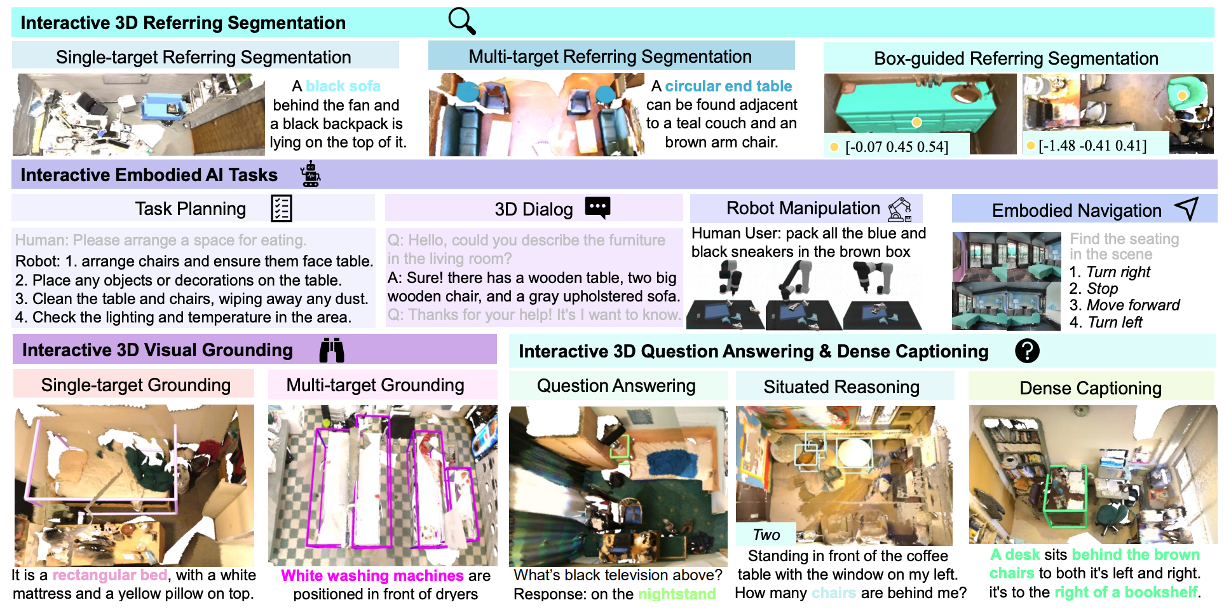 Interactive 3D Referring Segmentation
Single-target Referring Segmentation
A black sofa
behind the fan and
a black backpack is
lying on the top of it.
Multi-target Referring Segmentation
A circular end table
can be found adjacent
to a teal couch and an
brown arm chair.
Box-guided Referring Segmentation
[-0.07 0.45 0.54]
[-1.48 -0.41 0.41]
Interactive Embodied AI Tasks
Task Planning
Human: Please arrange a space for eating.
Robot: 1. arrange chairs and ensure them face table.
2. Place any objects or decorations on the table.
3. Clean the table and chairs, wiping away any dust.
4. Check the lighting and temperature in the area.
3D Dialog
Q: Hello, could you describe the furniture
in the living room?
A: Sure! there has a wooden table, two big
wooden chair, and a gray upholstered sofa.
Q: Thanks for your help! It's I want to know.
Robot Manipulation
Human User: pack all the blue and
black sneakers in the brown box
Embodied Navigation
Find the seating
in the scene
1. Turn right
2. Stop
3. Move forward
4. Turn left
Interactive 3D Visual Grounding
Single-target Grounding
It is a rectangular bed, with a white
mattress and a yellow pillow on top.
Multi-target Grounding
White washing machines are
positioned in front of dryers
Interactive 3D Question Answering & Dense Captioning
Question Answering
What's black television above?
Response: on the nightstand
Situated Reasoning
Two
Standing in front of the coffee
table with the window on my left.
How many chairs are behind me?
Dense Captioning
A desk sits behind the brown
chairs to both it's left and right.
it's to the right of a bookshelf.